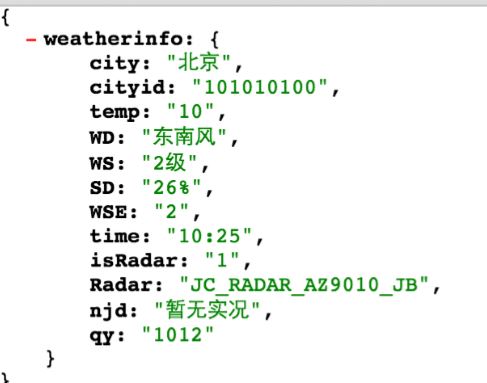 {
- weatherinfo: {
city: "北京",
cityid: "101010100",
temp: "10",
WD: "东南风",
WS: "2级",
SD: "26%",
WSE: "2",
time: "10:25",
isRadar: "1",
Radar: "JC_RADAR_AZ9010_JB",
njd: "暂无实况",
qy: "1012"
}
}